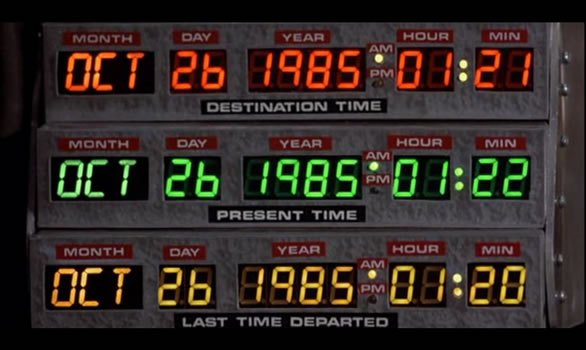 MONTH DAY YEAR HOUR MIN
OCT 26 1985 AM PM 01:21
DESTINATION TIME
MONTH DAY YEAR HOUR MIN
OCT 26 1985 AM PM 01:22
PRESENT TIME
MONTH DAY YEAR HOUR MIN
OCT 26 1985 AM PM 01:20
LAST TIME DEPARTED